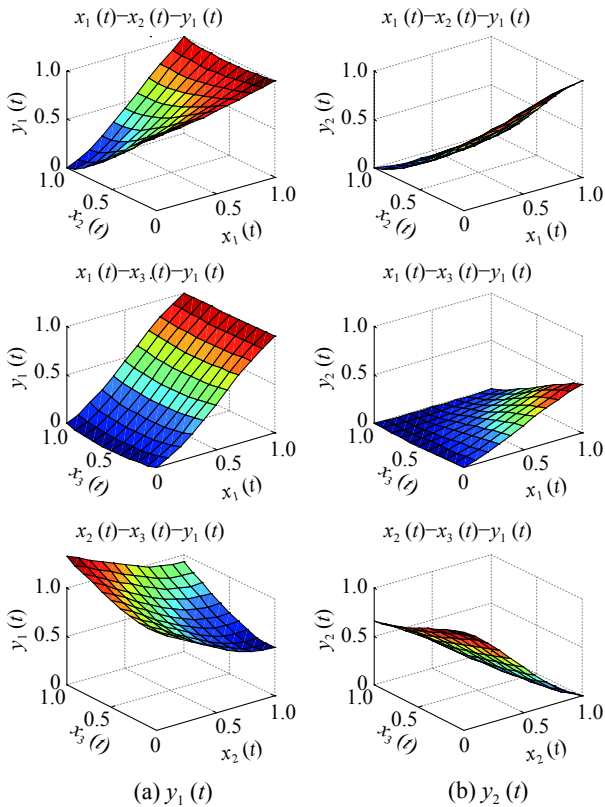 x₁ (t)−x₂ (t)−y₁ (t)
1.0
0.5
0
y₁ (t)
1.0
0.5
0
x₂ (t)
0.5
1.0
x₁ (t)
x₁ (t)−x₂ (t)−y₁ (t)
1.0
0.5
0
y₂ (t)
1.0
0.5
0
x₂ (t)
0.5
1.0
x₁ (t)
x₁ (t)−x₃ (t)−y₁ (t)
1.0
0.5
0
y₁ (t)
1.0
0.5
0
x₃ (t)
0.5
1.0
x₁ (t)
x₁ (t)−x₃ (t)−y₁ (t)
1.0
0.5
0
y₂ (t)
1.0
0.5
0
x₃ (t)
0.5
1.0
x₁ (t)
x₂ (t)−x₃ (t)−y₁ (t)
1.0
0.5
0
y₁ (t)
1.0
0.5
0
x₃ (t)
0.5
1.0
x₂ (t)
x₂ (t)−x₃ (t)−y₁ (t)
1.0
0.5
0
y₂ (t)
1.0
0.5
0
x₃ (t)
0.5
1.0
x₂ (t)
(a) y₁ (t)
(b) y₂ (t)